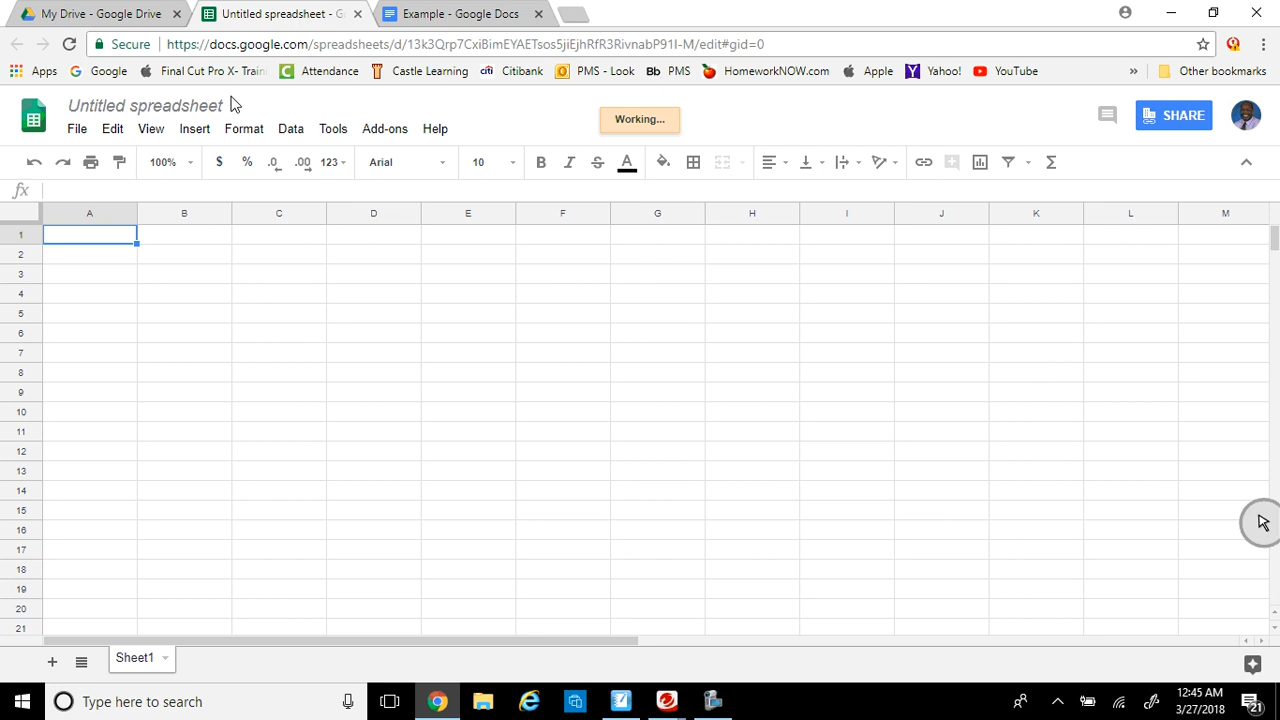 My Drive - Google Drive
Untitled spreadsheet - G
Example - Google Docs
Secure https://docs.google.com/spreadsheets/d/13k3Qrp7CxiBimEYAETsos5jiEjhRfR3RivnabP91I-M/edit#gid=0
Apps Google Final Cut Pro X- Train Attendance Castle Learning citi Citibank PMS - Look Bb PMS HomeworkNOW.com Apple Yahoo! YouTube » Other bookmarks
Untitled spreadsheet
Working...
SHARE
File Edit View Insert Format Data Tools Add-ons Help
100% $ % .0 .00 123 Arial 10 B I S A Σ
fx
A B C D E F G H I J K L M
1
2
3
4
5
6
7
8
9
10
11
12
13
14
15
16
17
18
19
20
21
+ Sheet1
Type here to search
12:45 AM
3/27/2018
21